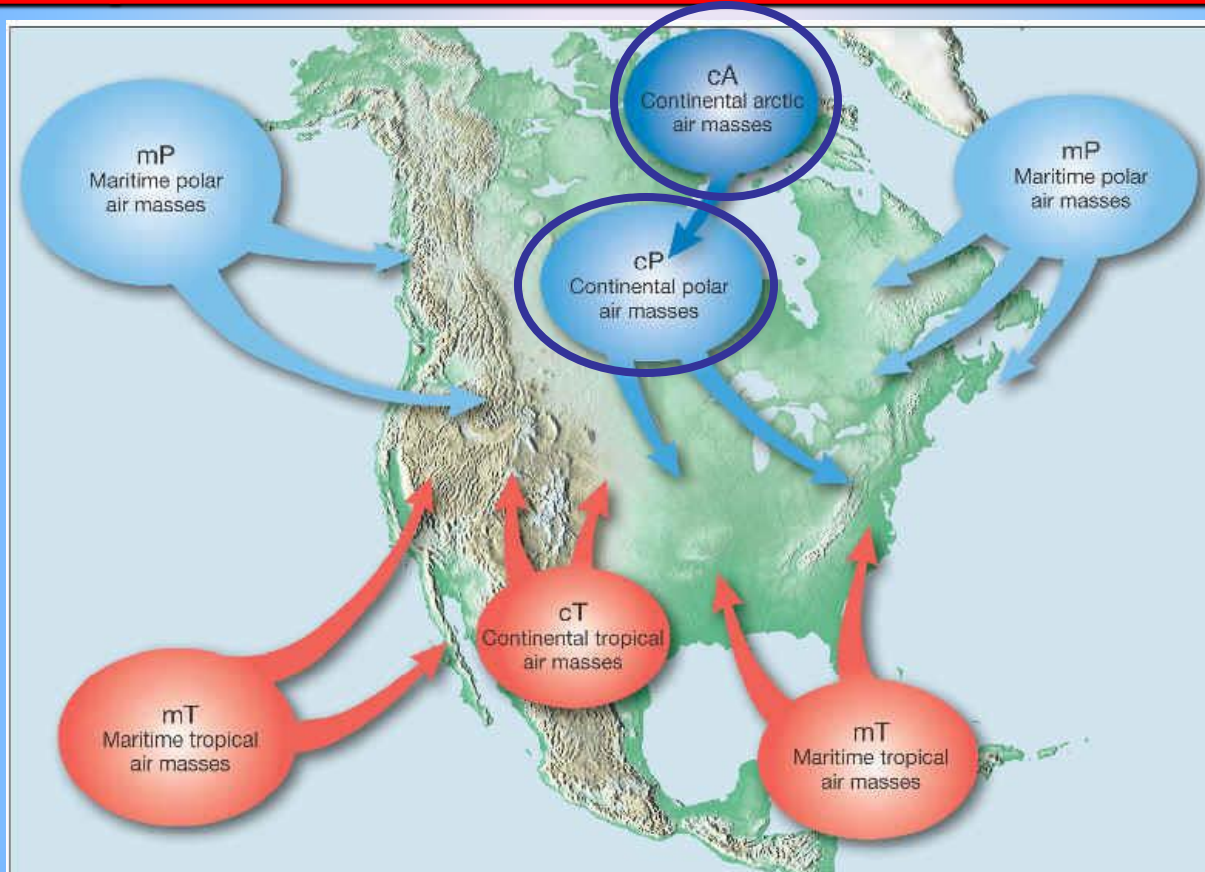 cA
Continental arctic
air masses
mP
Maritime polar
air masses
mP
Maritime polar
air masses
cP
Continental polar
air masses
cT
Continental tropical
air masses
mT
Maritime tropical
air masses
mT
Maritime tropical
air masses